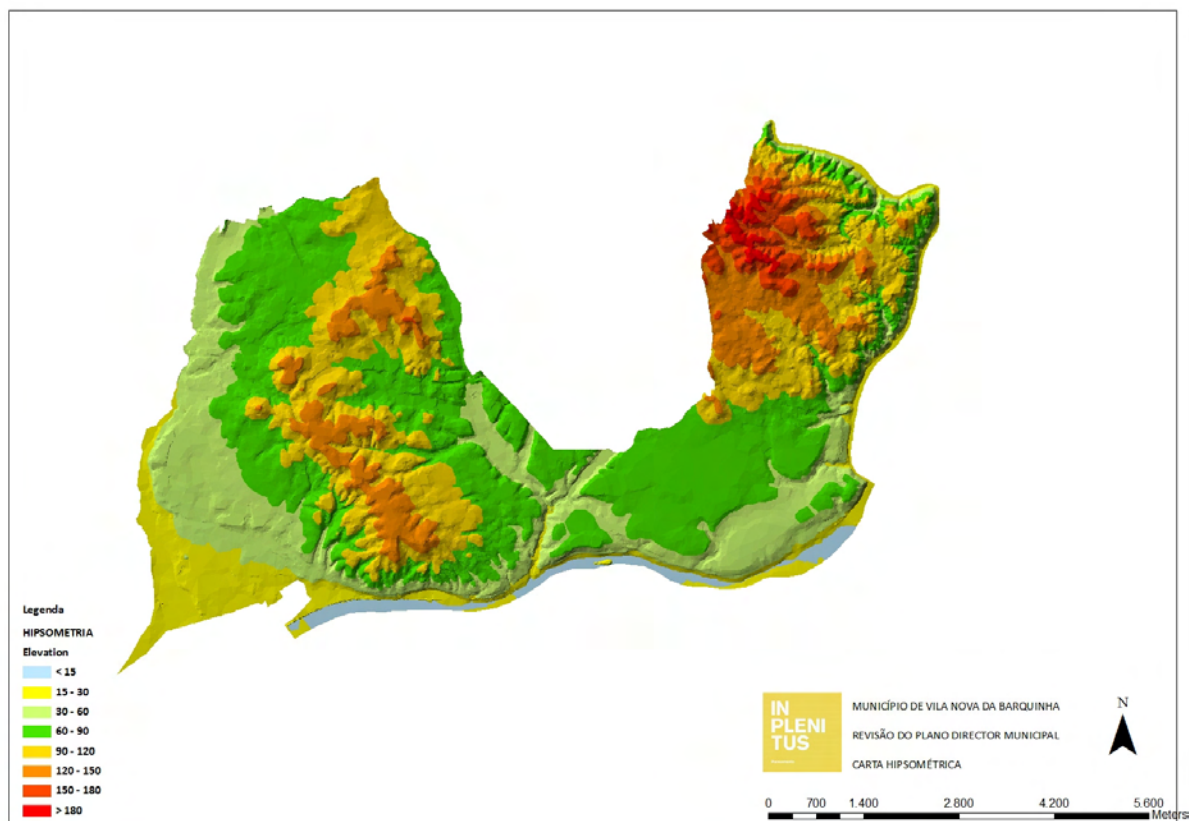 Legenda
HIPSOMETRIA
Elevation
< 15
15 - 30
30 - 60
60 - 90
90 - 120
120 - 150
150 - 180
> 180
IN
PLENI
TUS
MUNICÍPIO DE VILA NOVA DA BARQUINHA
REVISÃO DO PLANO DIRECTOR MUNICIPAL
CARTA HIPSOMÉTRICA
N
0 700 1.400 2.800 4.200 5.600
Meters